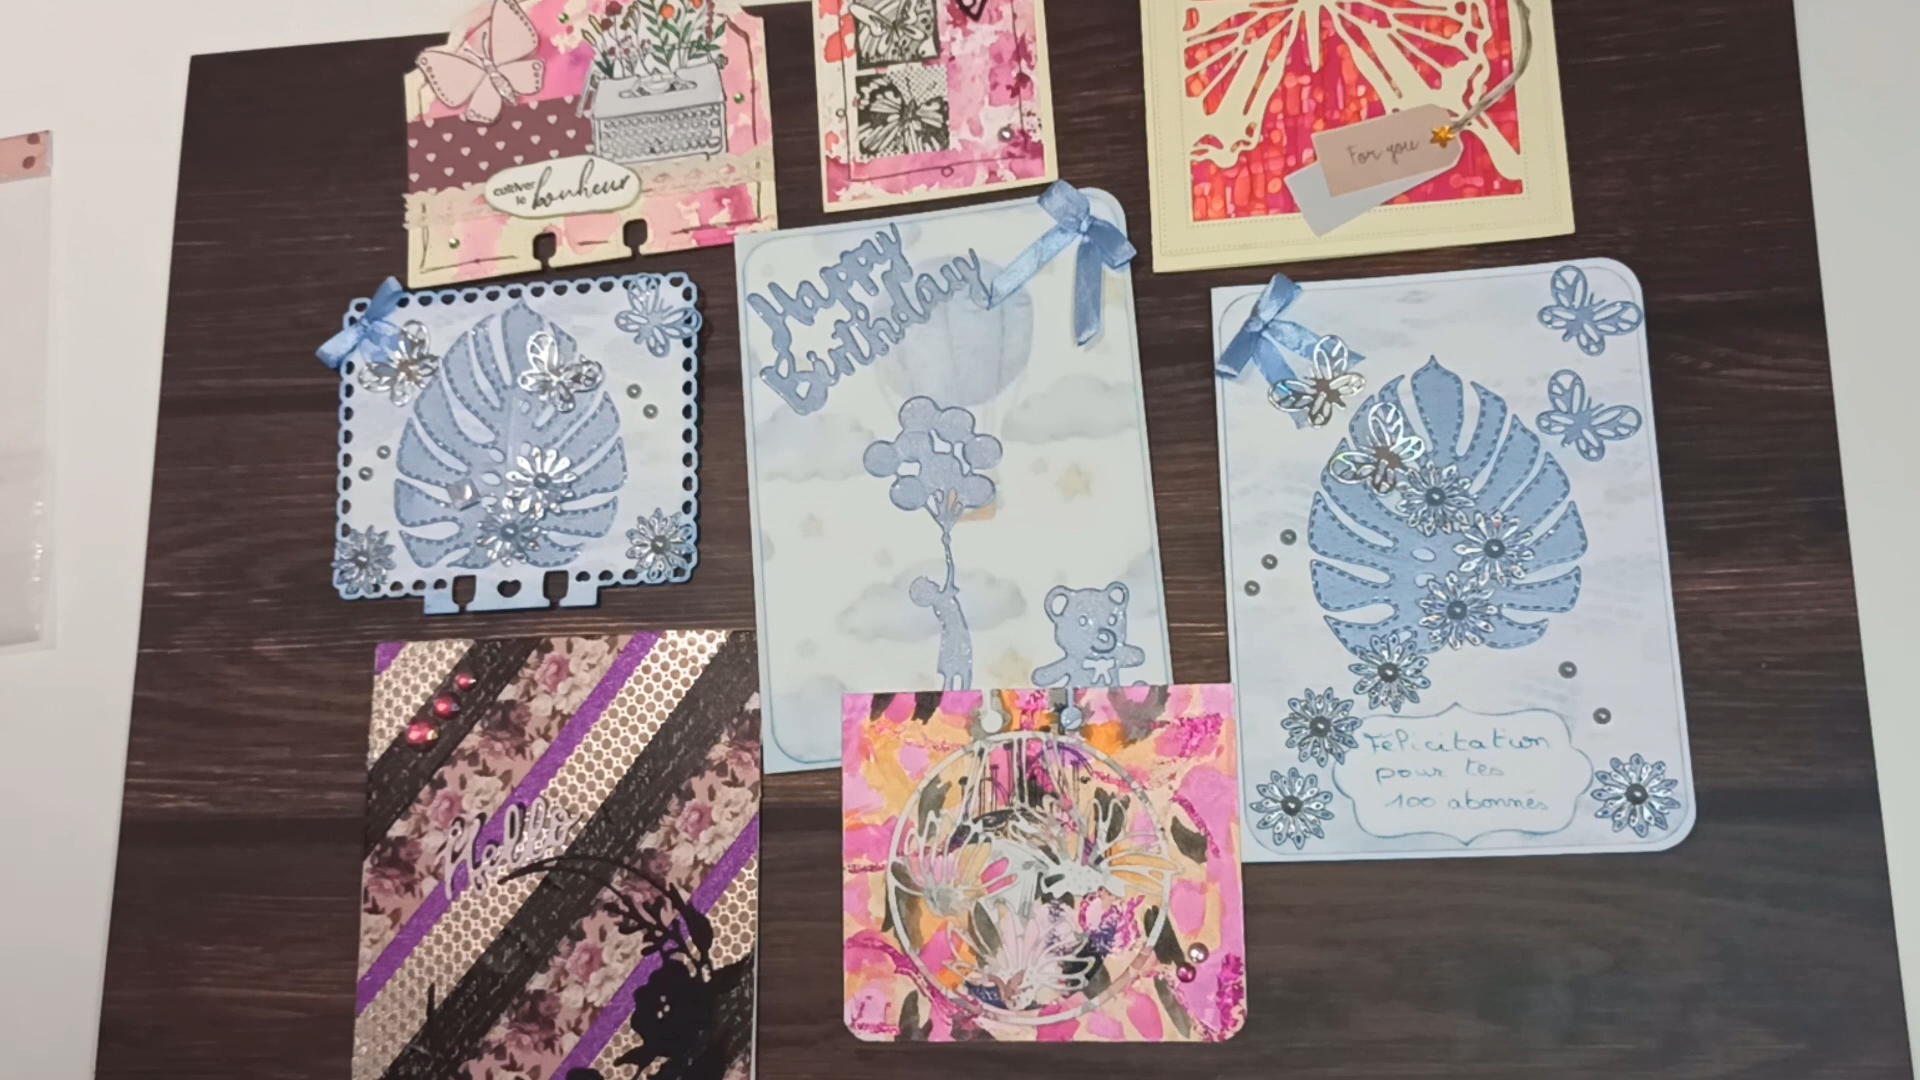 cultiver
le bonheur
For you
Happy
Birthday
Hello
Félicitation
pour tes
100 abonnés